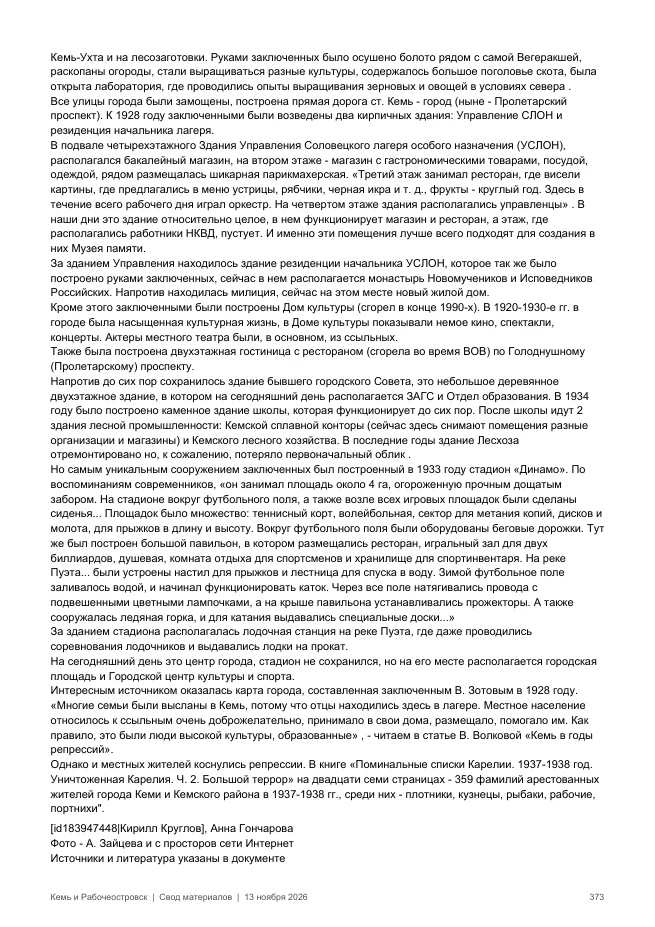 Кемь-Ухта и на лесозаготовки. Руками заключенных было осушено болото рядом с самой Вегеракшей,
раскопаны огороды, стали выращиваться разные культуры, содержалось большое поголовье скота, была
открыта лаборатория, где проводились опыты выращивания зерновых и овощей в условиях севера .
Все улицы города были замощены, построена прямая дорога ст. Кемь - город (ныне - Пролетарский
проспект). К 1928 году заключенными были возведены два кирпичных здания: Управление СЛОН и
резиденция начальника лагеря.
В подвале четырехэтажного Здания Управления Соловецкого лагеря особого назначения (УСЛОН),
располагался бакалейный магазин, на втором этаже - магазин с гастрономическими товарами, посудой,
одеждой, рядом размещалась шикарная парикмахерская. «Третий этаж занимал ресторан, где висели
картины, где предлагались в меню устрицы, рябчики, черная икра и т. д., фрукты - круглый год. Здесь в
течение всего рабочего дня играл оркестр. На четвертом этаже здания располагались управленцы» . В
наши дни это здание относительно целое, в нем функционирует магазин и ресторан, а этаж, где
располагались работники НКВД, пустует. И именно эти помещения лучше всего подходят для создания в
них Музея памяти.
За зданием Управления находилось здание резиденции начальника УСЛОН, которое так же было
построено руками заключенных, сейчас в нем располагается монастырь Новомучеников и Исповедников
Российских. Напротив находилась милиция, сейчас на этом месте новый жилой дом.
Кроме этого заключенными были построены Дом культуры (сгорел в конце 1990-х). В 1920-1930-е гг. в
городе была насыщенная культурная жизнь, в Доме культуры показывали немое кино, спектакли,
концерты. Актеры местного театра были, в основном, из ссыльных.
Также была построена двухэтажная гостиница с рестораном (сгорела во время ВОВ) по Голоднушному
(Пролетарскому) проспекту.
Напротив до сих пор сохранилось здание бывшего городского Совета, это небольшое деревянное
двухэтажное здание, в котором на сегодняшний день располагается ЗАГС и Отдел образования. В 1934
году было построено каменное здание школы, которая функционирует до сих пор. После школы идут 2
здания лесной промышленности: Кемской сплавной конторы (сейчас здесь снимают помещения разные
организации и магазины) и Кемского лесного хозяйства. В последние годы здание Лесхоза
отремонтировано но, к сожалению, потеряло первоначальный облик .
Но самым уникальным сооружением заключенных был построенный в 1933 году стадион «Динамо». По
воспоминаниям современников, «он занимал площадь около 4 га, огороженную прочным дощатым
забором. На стадионе вокруг футбольного поля, а также возле всех игровых площадок были сделаны
сиденья... Площадок было множество: теннисный корт, волейбольная, сектор для метания копий, дисков и
молота, для прыжков в длину и высоту. Вокруг футбольного поля были оборудованы беговые дорожки. Тут
же был построен большой павильон, в котором размещались ресторан, игральный зал для двух
биллиардов, душевая, комната отдыха для спортсменов и хранилище для спортинвентаря. На реке
Пуэта... были устроены настил для прыжков и лестница для спуска в воду. Зимой футбольное поле
заливалось водой, и начинал функционировать каток. Через все поле натягивались провода с
подвешенными цветными лампочками, а на крыше павильона устанавливались прожекторы. А также
сооружалась ледяная горка, и для катания выдавались специальные доски...»
За зданием стадиона располагалась лодочная станция на реке Пуэта, где даже проводились
соревнования лодочников и выдавались лодки на прокат.
На сегодняшний день это центр города, стадион не сохранился, но на его месте располагается городская
площадь и Городской центр культуры и спорта.
Интересным источником оказалась карта города, составленная заключенным В. Зотовым в 1928 году.
«Многие семьи были высланы в Кемь, потому что отцы находились здесь в лагере. Местное население
относилось к ссыльным очень доброжелательно, принимало в свои дома, размещало, помогало им. Как
правило, это были люди высокой культуры, образованные» , - читаем в статье В. Волковой «Кемь в годы
репрессий».
Однако и местных жителей коснулись репрессии. В книге «Поминальные списки Карелии. 1937-1938 год.
Уничтоженная Карелия. Ч. 2. Большой террор» на двадцати семи страницах - 359 фамилий арестованных
жителей города Кеми и Кемского района в 1937-1938 гг., среди них - плотники, кузнецы, рыбаки, рабочие,
портнихи".
[id183947448|Кирилл Круглов], Анна Гончарова
Фото - А. Зайцева и с просторов сети Интернет
Источники и литература указаны в документе
Кемь и Рабочеостровск | Свод материалов | 13 ноября 2026
373